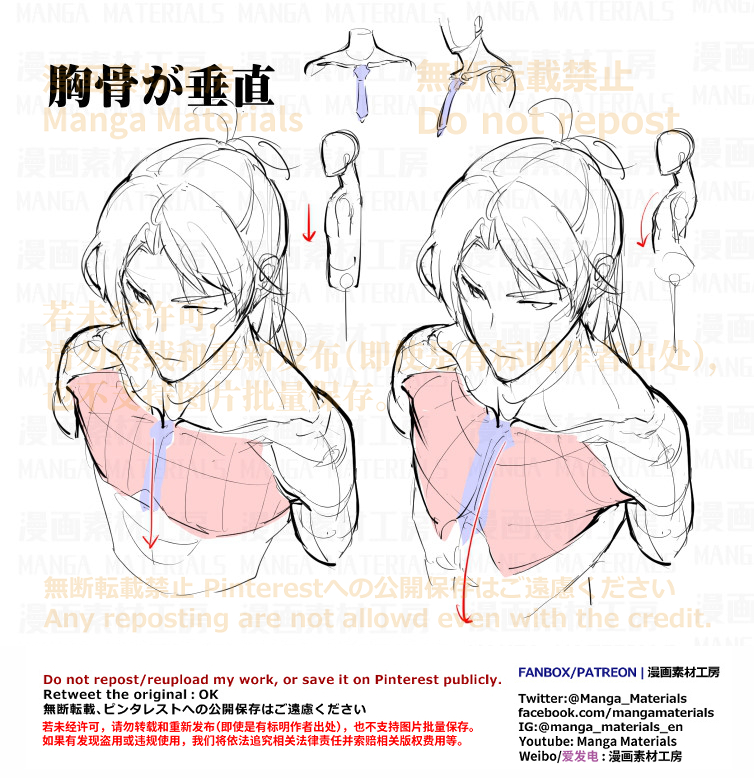 胸骨が垂直
無断転載禁止
Manga Materials
Do not repost
若未经许可，
请勿转载和重新发布（即使是有标明作者出处），
也不支持图片批量保存。
無断転載禁止 Pinterestへの公開保存はご遠慮ください
Any reposting are not allowd even with the credit.
Do not repost/reupload my work, or save it on Pinterest publicly.
Retweet the original : OK
無断転載、ピンタレストへの公開保存はご遠慮ください
若未经许可，请勿转载和重新发布（即使是有标明作者出处），也不支持图片批量保存。
如果有发现盗用或违规使用，我们将依法追究相关法律责任并索赔相关版权费用等。
FANBOX/PATREON | 漫画素材工房
Twitter:@Manga_Materials
facebook.com/mangamaterials
IG:@manga_materials_en
Youtube: Manga Materials
Weibo/爱发电 : 漫画素材工房